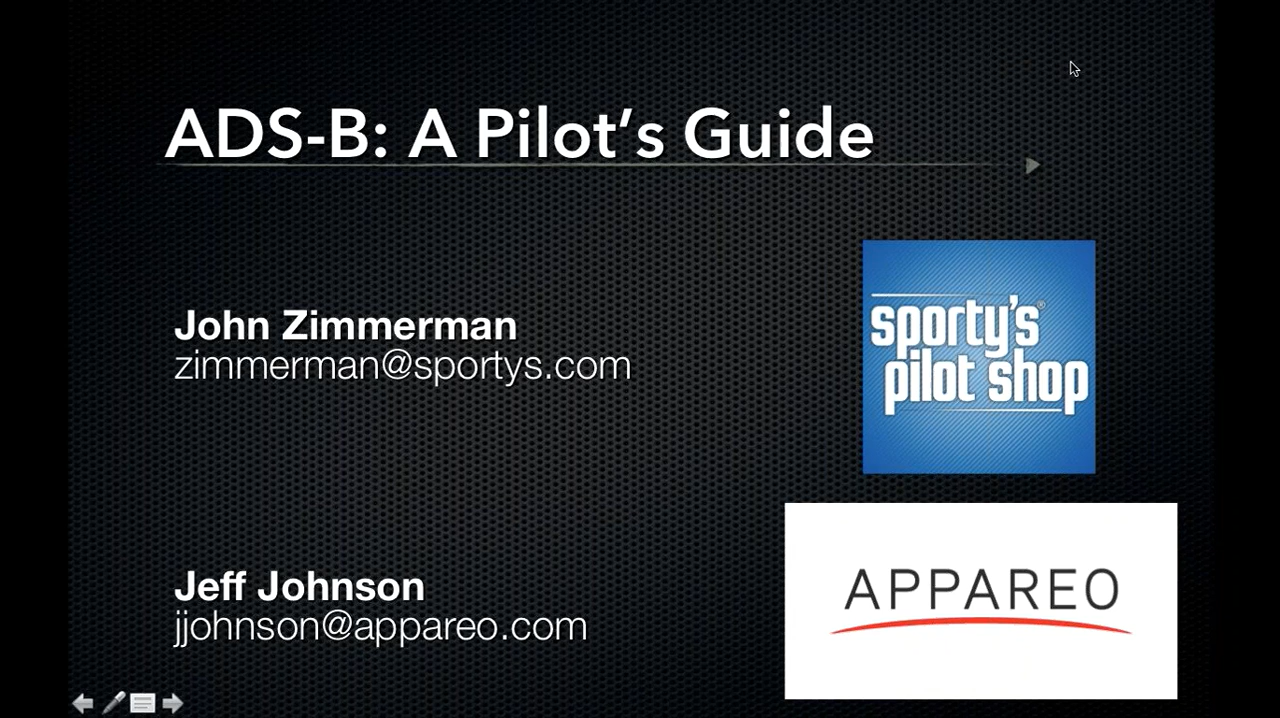 ADS-B: A Pilot’s Guide
John Zimmerman
zimmerman@sportys.com
sporty's®
pilot shop
Jeff Johnson
jjohnson@appareo.com
APPAREO